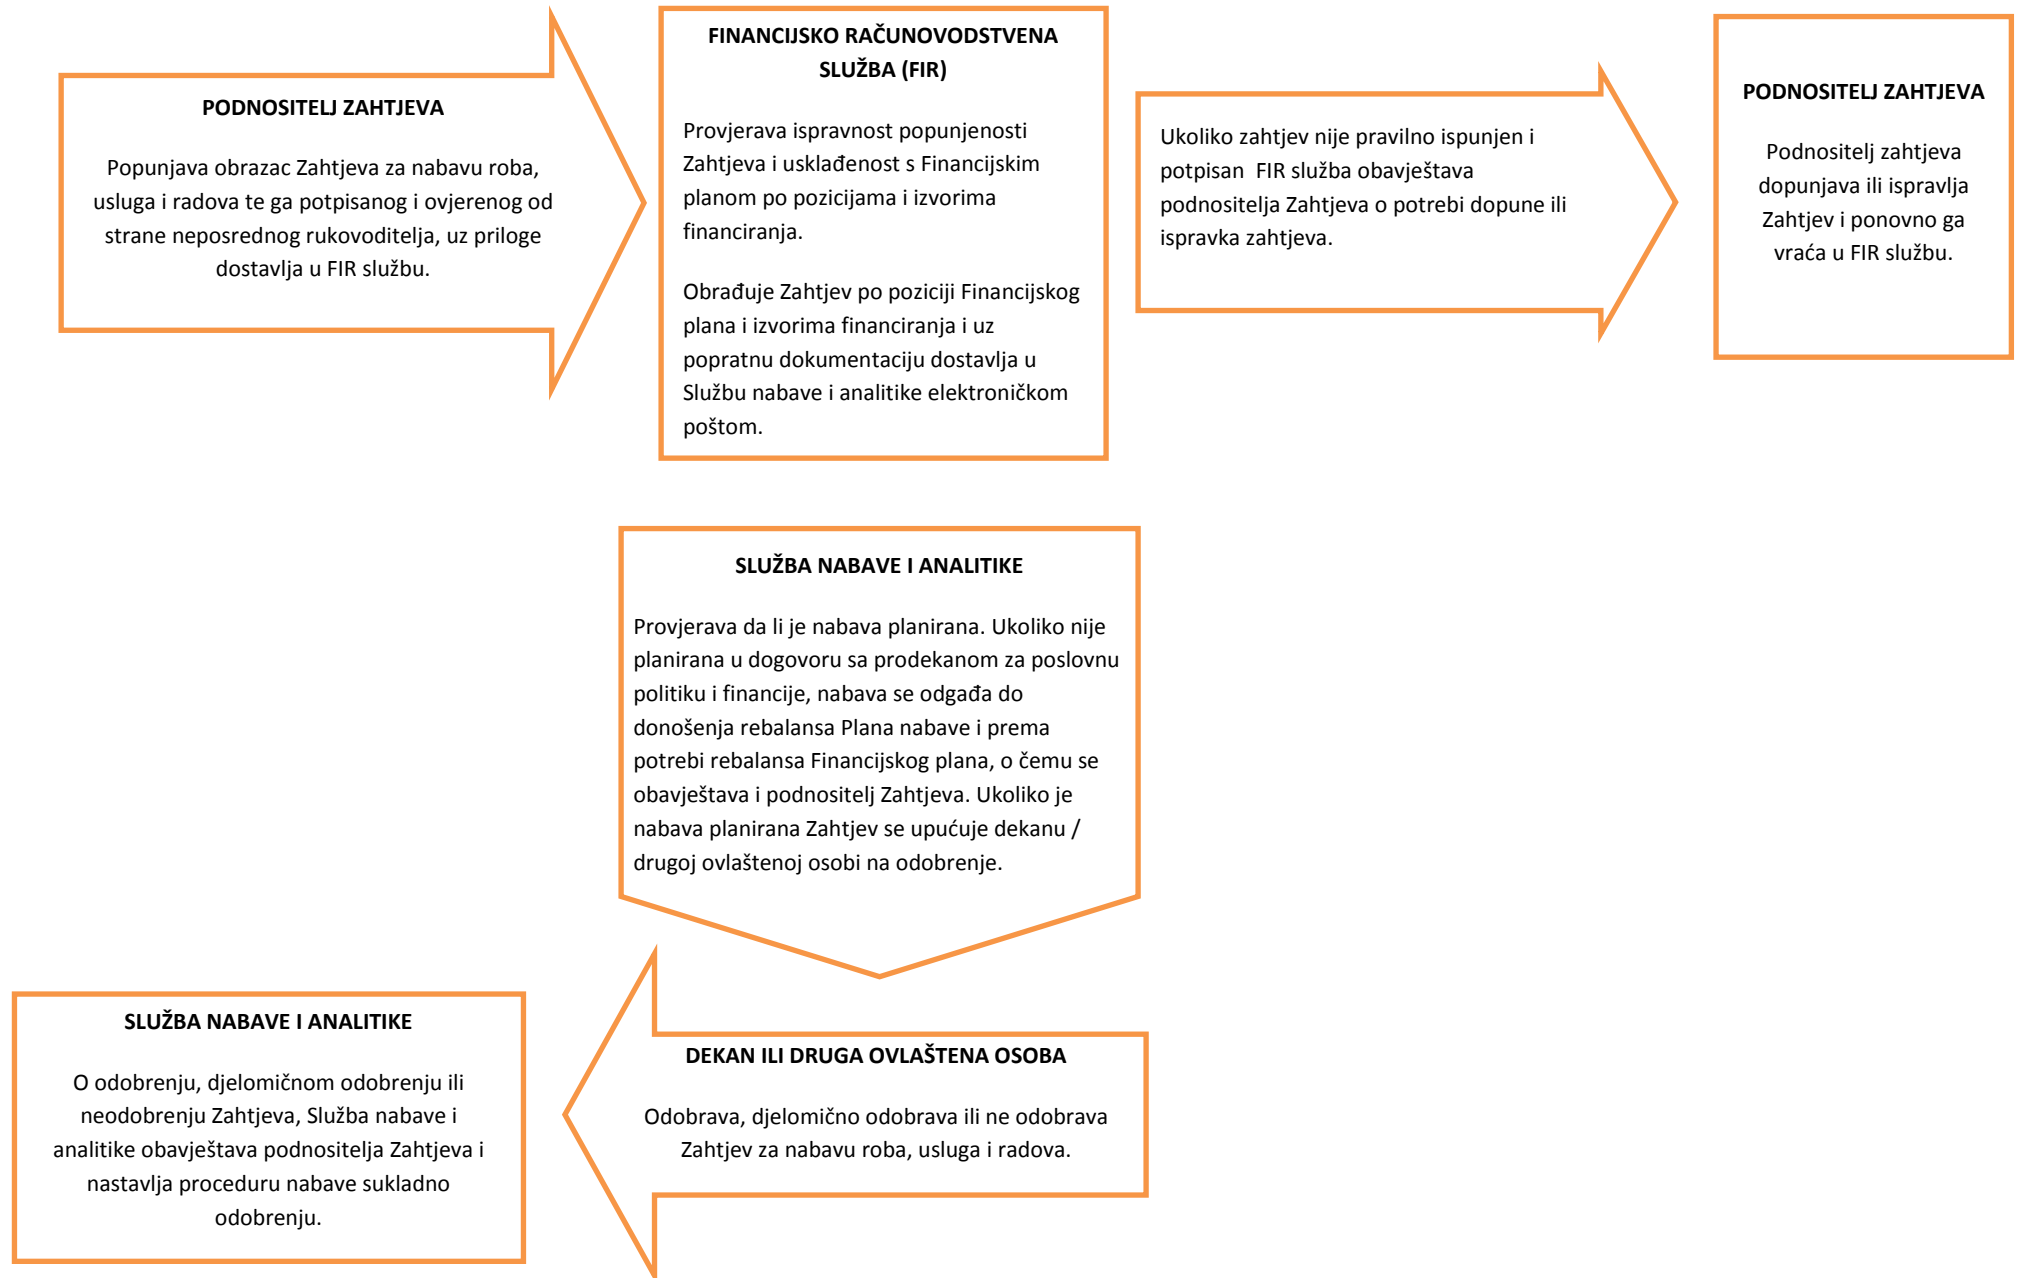 PODNOSITELJ ZAHTJEVA
Popunjava obrazac Zahtjeva za nabavu roba,
usluga i radova te ga potpisanog i ovjerenog od
strane neposrednog rukovoditelja, uz priloge
dostavlja u FIR službu.
FINANCIJSKO RAČUNOVODSTVENA
SLUŽBA (FIR)
Provjerava ispravnost popunjenosti
Zahtjeva i usklađenost s Financijskim
planom po pozicijama i izvorima
financiranja.
Obrađuje Zahtjev po poziciji Financijskog
plana i izvorima financiranja i uz
popratnu dokumentaciju dostavlja u
Službu nabave i analitike elektroničkom
poštom.
Ukoliko zahtjev nije pravilno ispunjen i
potpisan  FIR služba obavještava
podnositelja Zahtjeva o potrebi dopune ili
ispravka zahtjeva.
PODNOSITELJ ZAHTJEVA
Podnositelj zahtjeva
dopunjava ili ispravlja
Zahtjev i ponovno ga
vraća u FIR službu.
SLUŽBA NABAVE I ANALITIKE
Provjerava da li je nabava planirana. Ukoliko nije
planirana u dogovoru sa prodekanom za poslovnu
politiku i financije, nabava se odgađa do
donošenja rebalansa Plana nabave i prema
potrebi rebalansa Financijskog plana, o čemu se
obavještava i podnositelj Zahtjeva. Ukoliko je
nabava planirana Zahtjev se upućuje dekanu /
drugoj ovlaštenoj osobi na odobrenje.
DEKAN ILI DRUGA OVLAŠTENA OSOBA
Odobrava, djelomično odobrava ili ne odobrava
Zahtjev za nabavu roba, usluga i radova.
SLUŽBA NABAVE I ANALITIKE
O odobrenju, djelomičnom odobrenju ili
neodobrenju Zahtjeva, Služba nabave i
analitike obavještava podnositelja Zahtjeva i
nastavlja proceduru nabave sukladno
odobrenju.